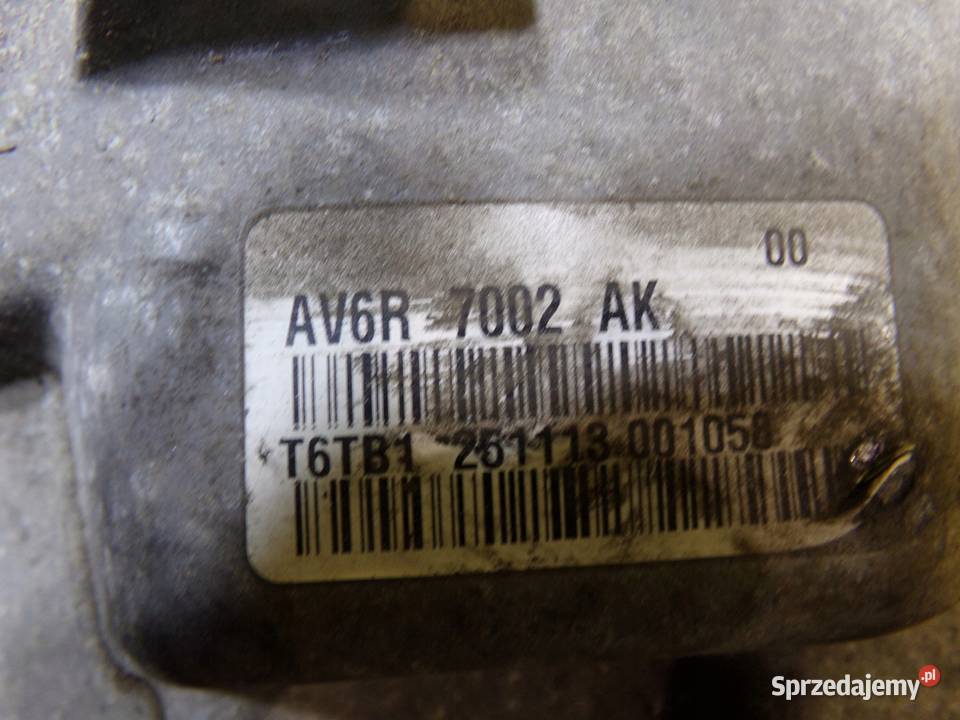 00
AV6R 7002 AK
T6TB1 251113 001058
Sprzedajemy.pl